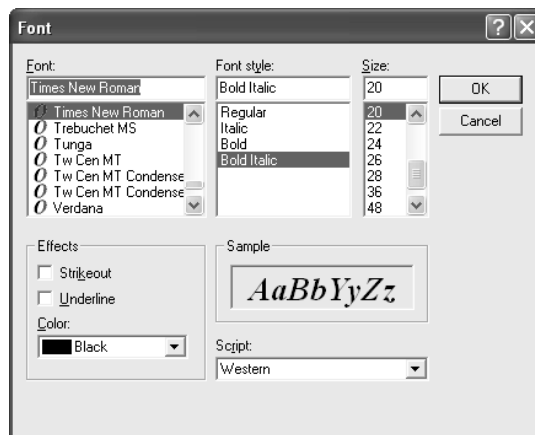 Font
Font:
Times New Roman
Times New Roman
Trebuchet MS
Tunga
Tw Cen MT
Tw Cen MT Condense
Tw Cen MT Condense
Verdana
Font style:
Bold Italic
Regular
Italic
Bold
Bold Italic
Size:
20
20
22
24
26
28
36
48
OK
Cancel
Effects
Strikeout
Underline
Color:
Black
Sample
AaBbYyZz
Script:
Western